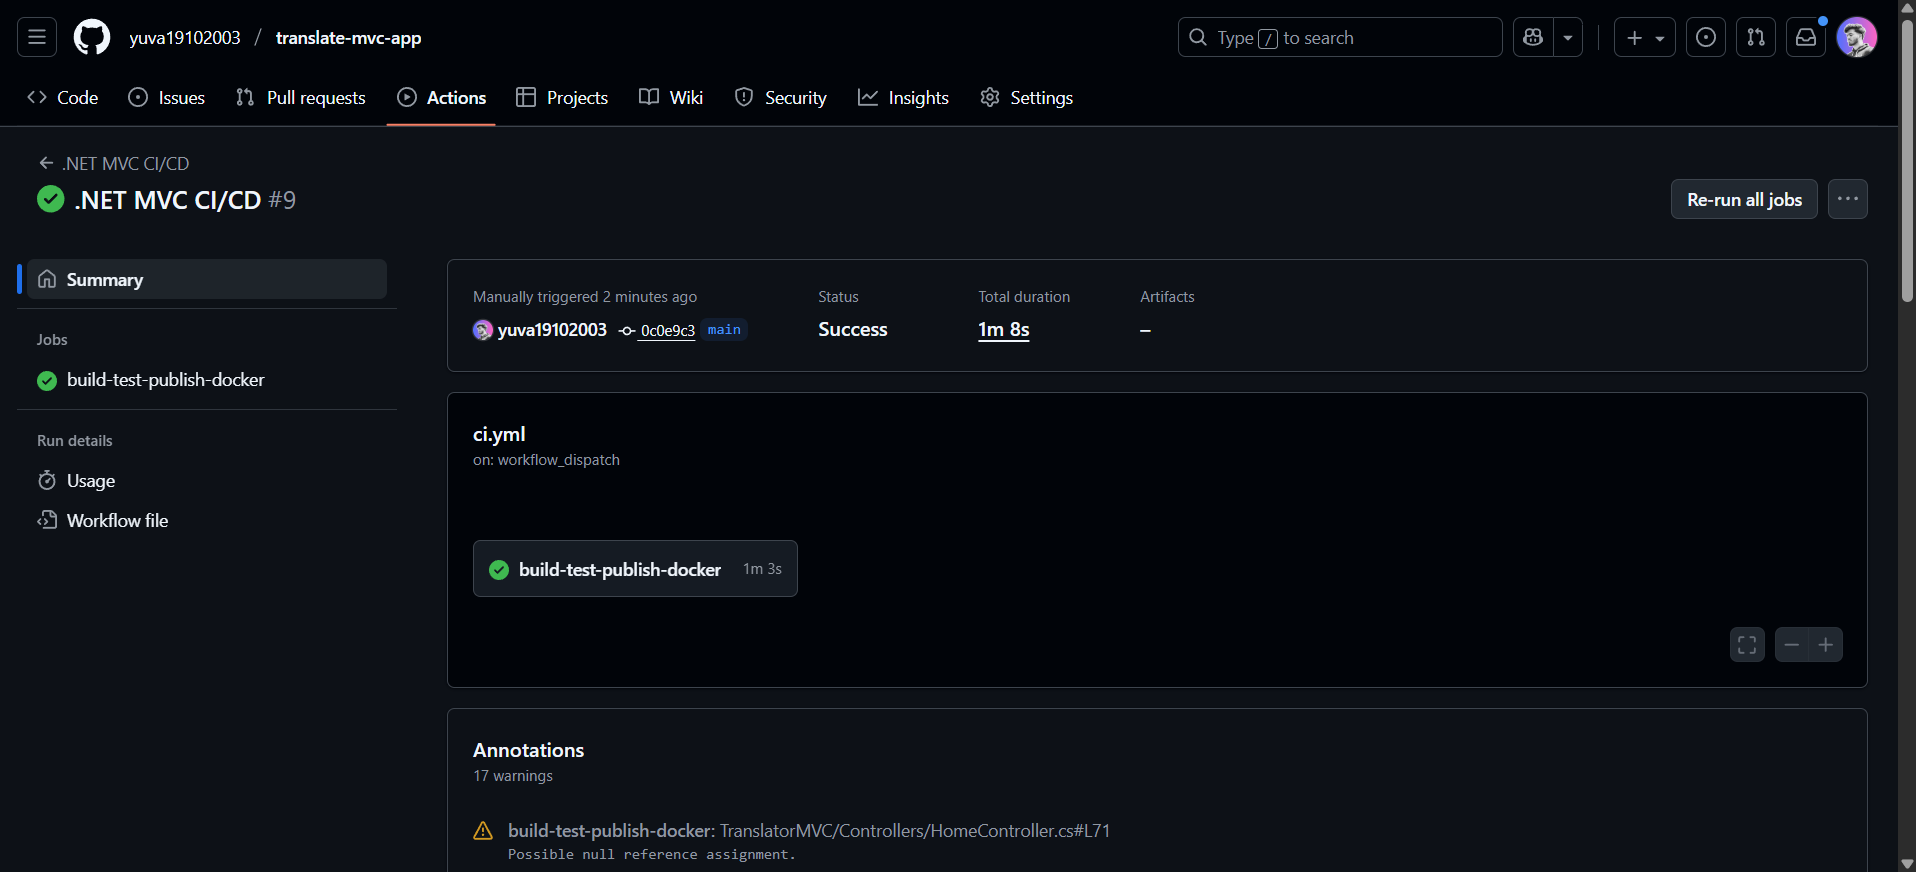 yuva19102003 / translate-mvc-app
Type / to search
Code
Issues
Pull requests
Actions
Projects
Wiki
Security
Insights
Settings
.NET MVC CI/CD
.NET MVC CI/CD #9
Re-run all jobs
Summary
Jobs
build-test-publish-docker
Run details
Usage
Workflow file
Manually triggered 2 minutes ago
yuva19102003 0c0e9c3 main
Status
Success
Total duration
1m 8s
Artifacts
–
ci.yml
on: workflow_dispatch
build-test-publish-docker 1m 3s
Annotations
17 warnings
build-test-publish-docker: TranslatorMVC/Controllers/HomeController.cs#L71
Possible null reference assignment.